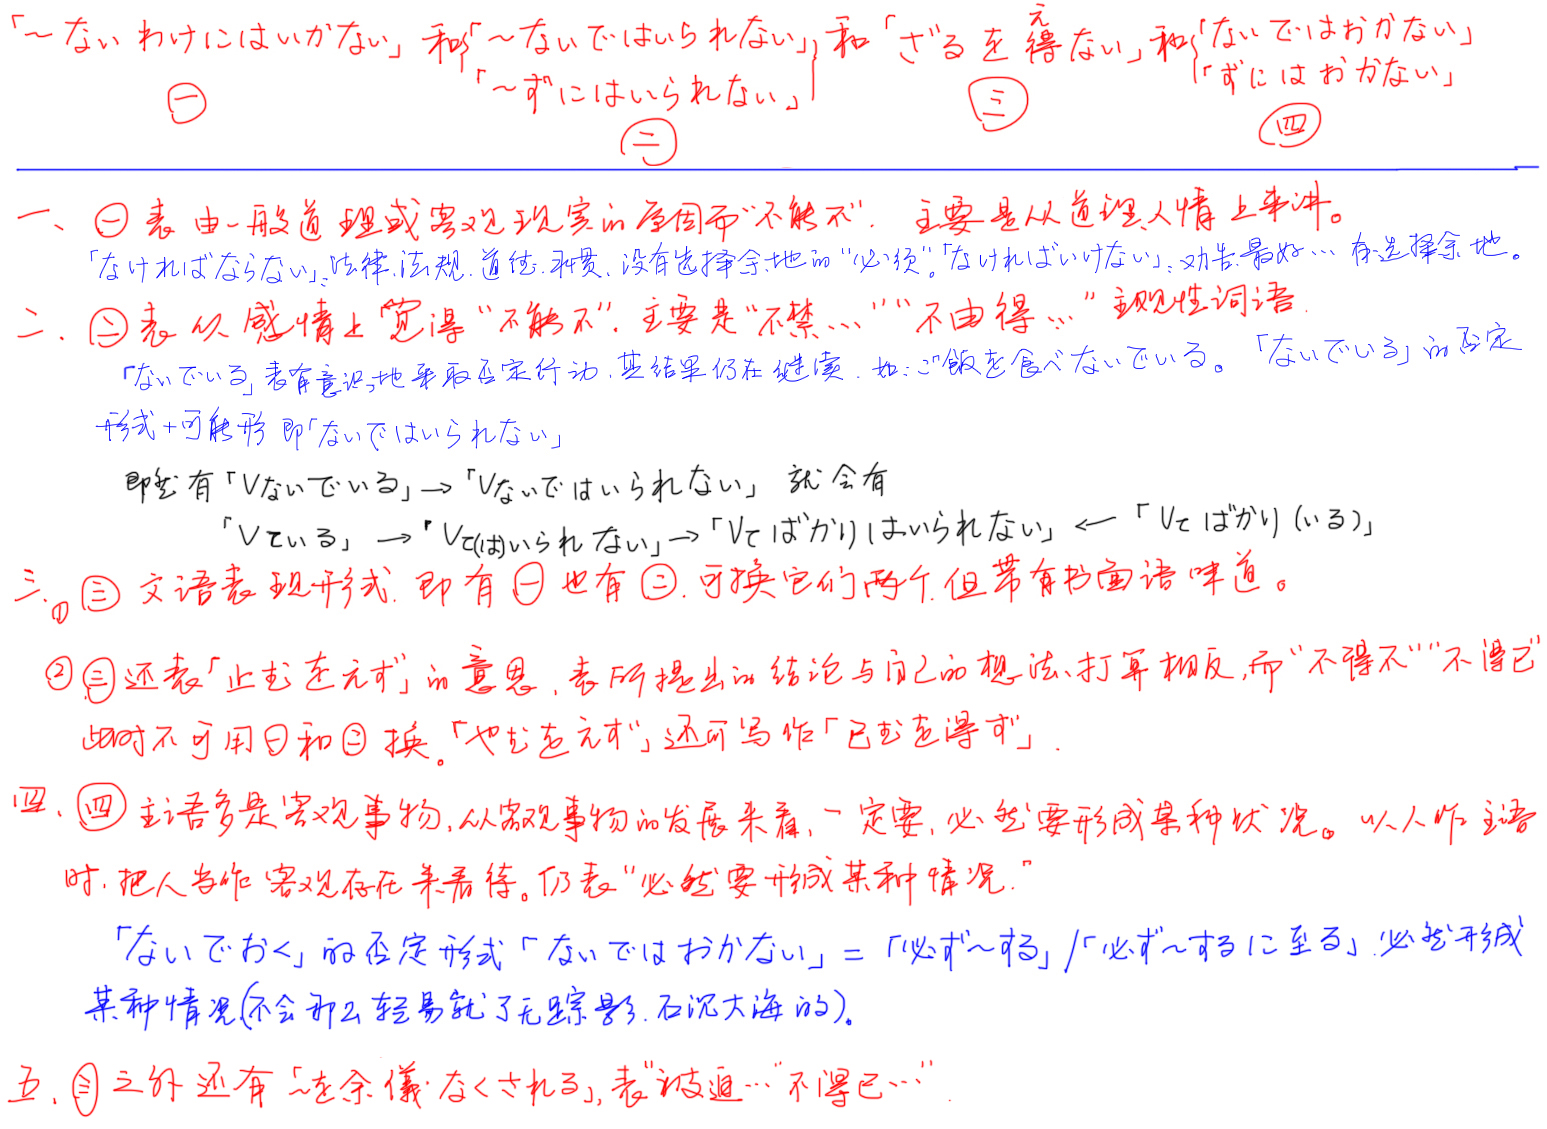 「～ないわけにはいかない」和「～ないではいられない」和「ざるを得ない」和「ないではおかない」
え
「～ずにはいられない」 「ずにはおかない」
㊀ ㊁ ㊂ ㊃
一、㊀表由一般道理或客观现实的原因而“不能不”. 主要是从道理人情上来讲。
「なければならない」：法律.法规.道德.习惯.没有选择余地的“必须”。「なければいけない」：劝告.最好… 有选择余地。
二、㊁表从感情上觉得“不能不”. 主要是“不禁…”“不由得…”主观性词语.
「ないでいる」表有意识地采取否定行动.其结果仍在继续.如：ご飯を食べないでいる。「ないでいる」的否定
形式+可能形 即「ないではいられない」
即然有「Vないでいる」→「Vないではいられない」 就会有
「Vている」→「Vて(は)いられない」→「Vてばかりはいられない」←「Vてばかり(いる)」
三.① ㊂文语表现形式.即有㊀也有㊁.可换它们两个.但带有书面语味道。
② ㊂还表「止むをえず」的意思.表所提出的结论与自己的想法、打算相反,而“不得不”“不得已”
此时不可用㊀和㊁换。「やむをえず」还可写作「已むを得ず」.
四. ㊃主语多是客观事物,从客观事物的发展来看,一定要,必然要形成某种状况。以人作主语
时.把人当作客观存在来看待。仍表“必然要形成某种情况.”
「ないでおく」的否定形式「ないではおかない」=「必ず～する」/「必ず～するに至る」.必然形成
某种情况(不会那么轻易就了无踪影.石沉大海的)。
五.㊂之外还有「～を余儀なくされる」,表“被迫…”“不得已…”.